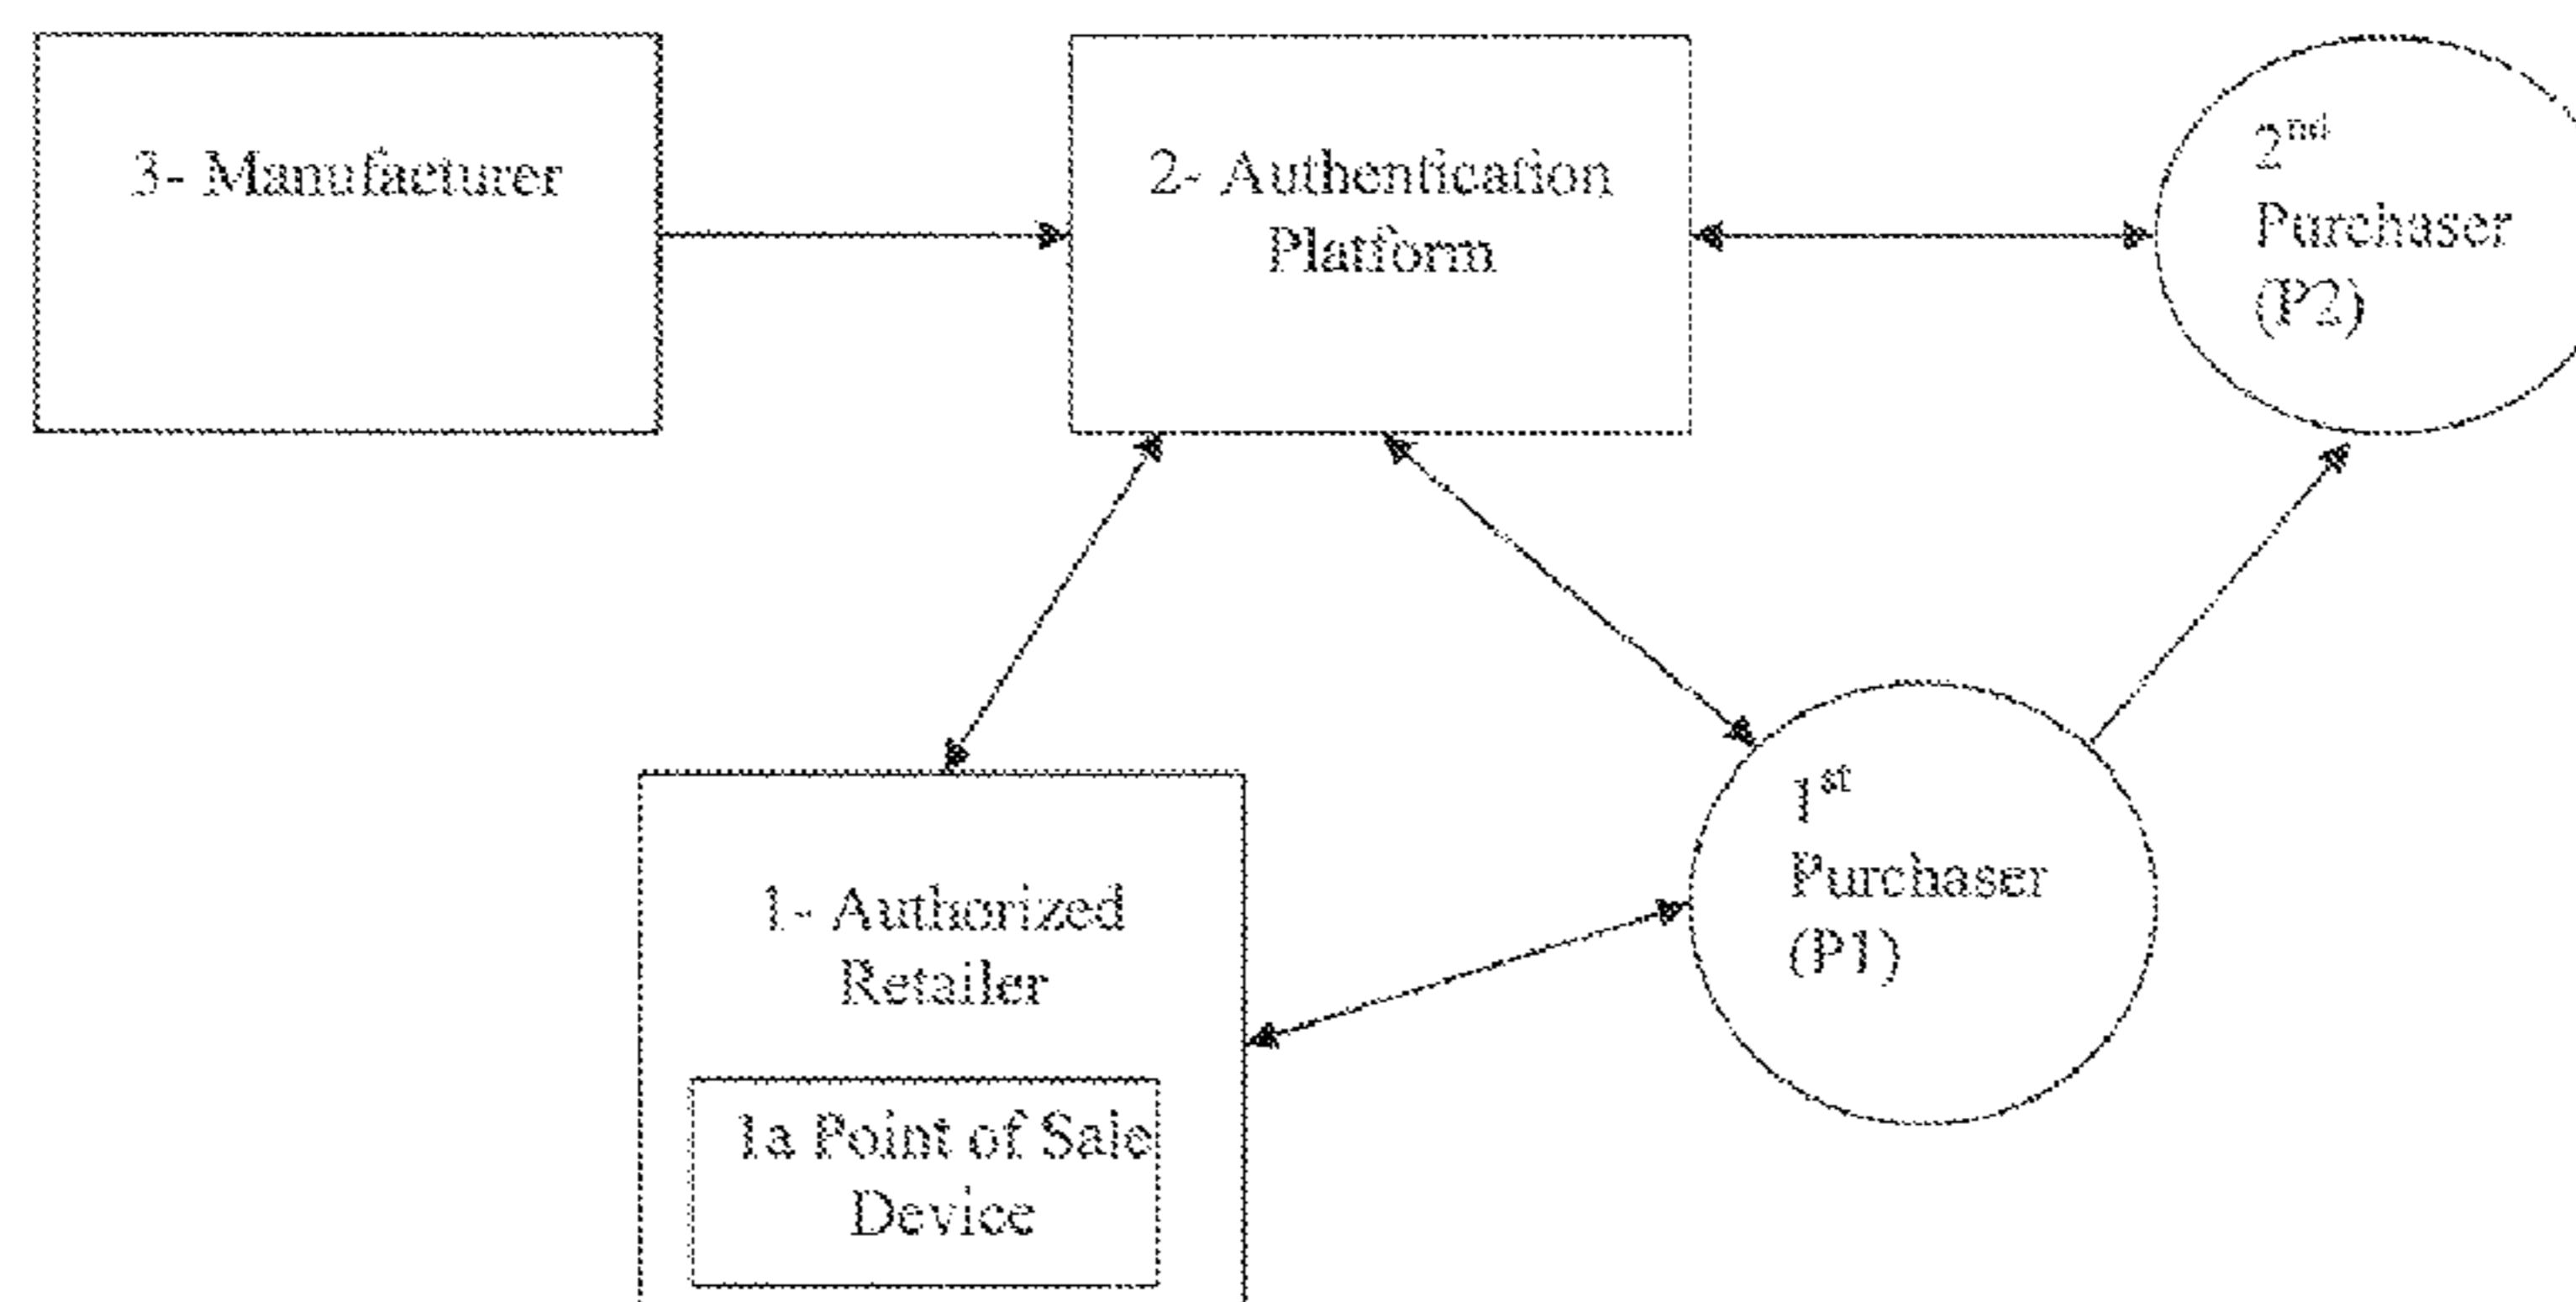 3- Manufacturer
2- Authentication
Platform
2nd
Purchaser
(P2)
1st
Purchaser
(P1)
1- Authorized
Retailer
1a Point of Sale
Device